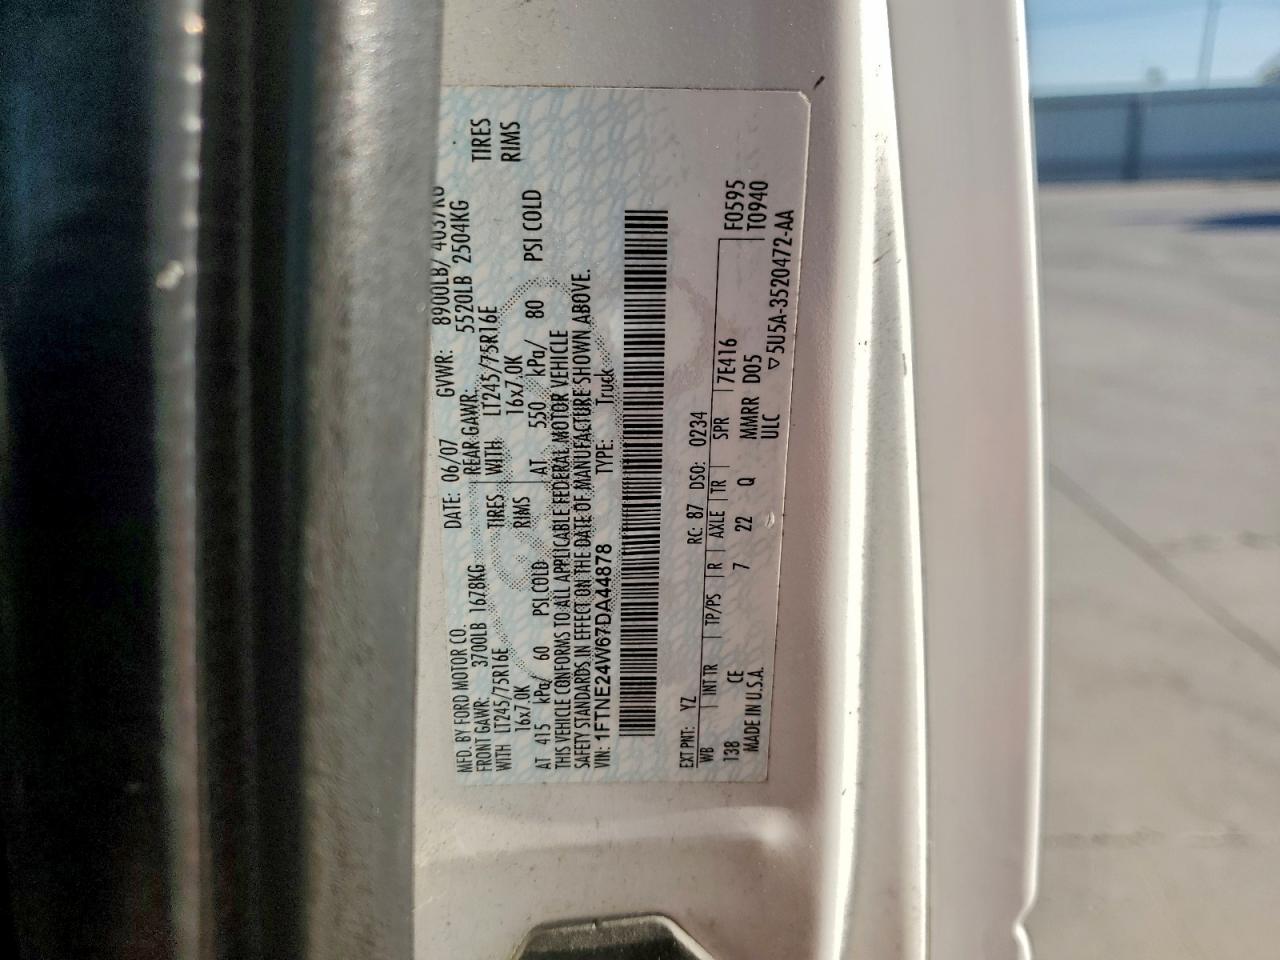 MFD. BY FORD MOTOR CO. DATE: 06/07 GVWR: 8900LB/ 4037KG
FRONT GAWR: 3700LB 1678KG REAR GAWR: 5520LB 2504KG
WITH LT245/75R16E TIRES WITH LT245/75R16E TIRES
16x7.0K RIMS 16x7.0K RIMS
AT 415 kPa/ 60 PSI COLD AT 550 kPa/ 80 PSI COLD
THIS VEHICLE CONFORMS TO ALL APPLICABLE FEDERAL MOTOR VEHICLE
SAFETY STANDARDS IN EFFECT ON THE DATE OF MANUFACTURE SHOWN ABOVE.
VIN: 1FTNE24W67DA44878 TYPE: Truck
EXT PNT: YZ RC: 87 DSO: 0234
WB INT TR TP/PS R AXLE TR SPR 7E416 F0595
138 CE 7 22 Q MMRR D05 T0940
MADE IN U.S.A. ULC ▽5U5A-3520472-AA